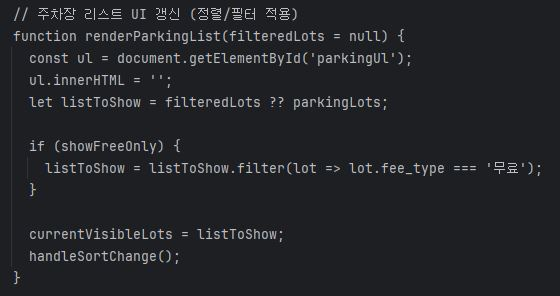 // 주차장 리스트 UI 갱신 (정렬/필터 적용)
function renderParkingList(filteredLots = null) {
  const ul = document.getElementById('parkingUl');
  ul.innerHTML = '';
  let listToShow = filteredLots ?? parkingLots;

  if (showFreeOnly) {
    listToShow = listToShow.filter(lot => lot.fee_type === '무료');
  }

  currentVisibleLots = listToShow;
  handleSortChange();
}